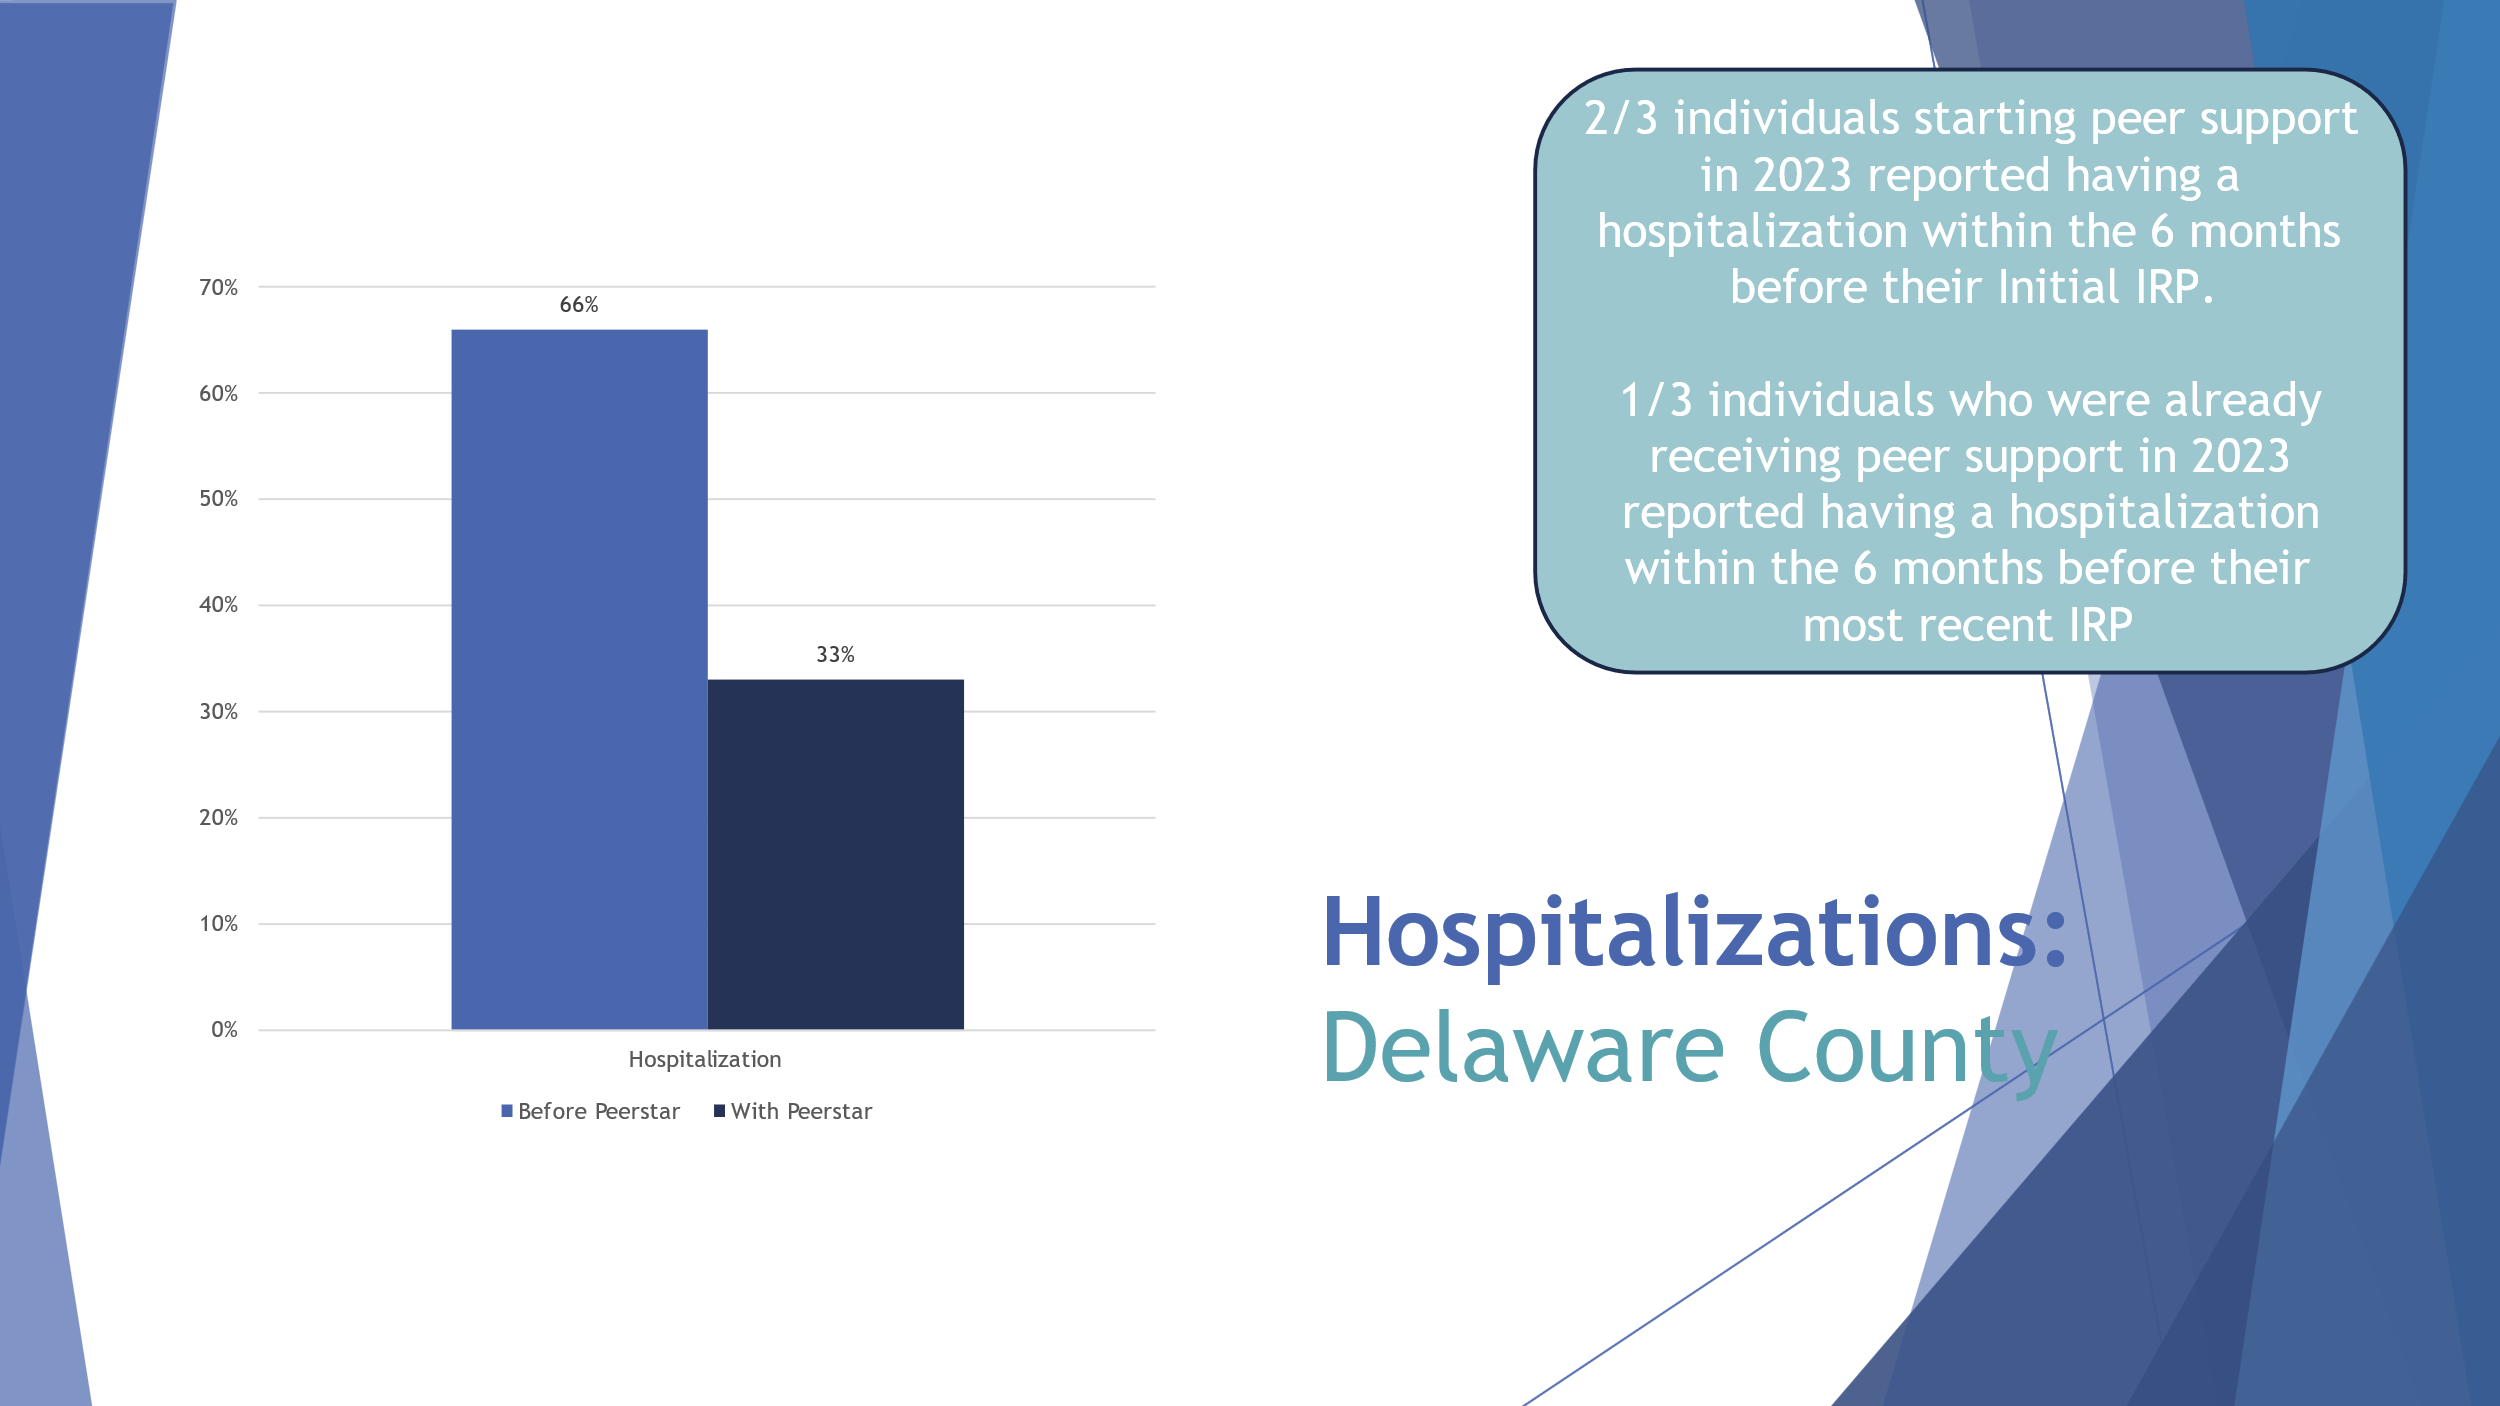 2/3 individuals starting peer support
in 2023 reported having a
hospitalization within the 6 months
before their Initial IRP.
1/3 individuals who were already
receiving peer support in 2023
reported having a hospitalization
within the 6 months before their
most recent IRP
70%
66%
60%
50%
40%
33%
30%
20%
10%
0%
Hospitalization
Before Peerstar With Peerstar
Hospitalizations:
Delaware County